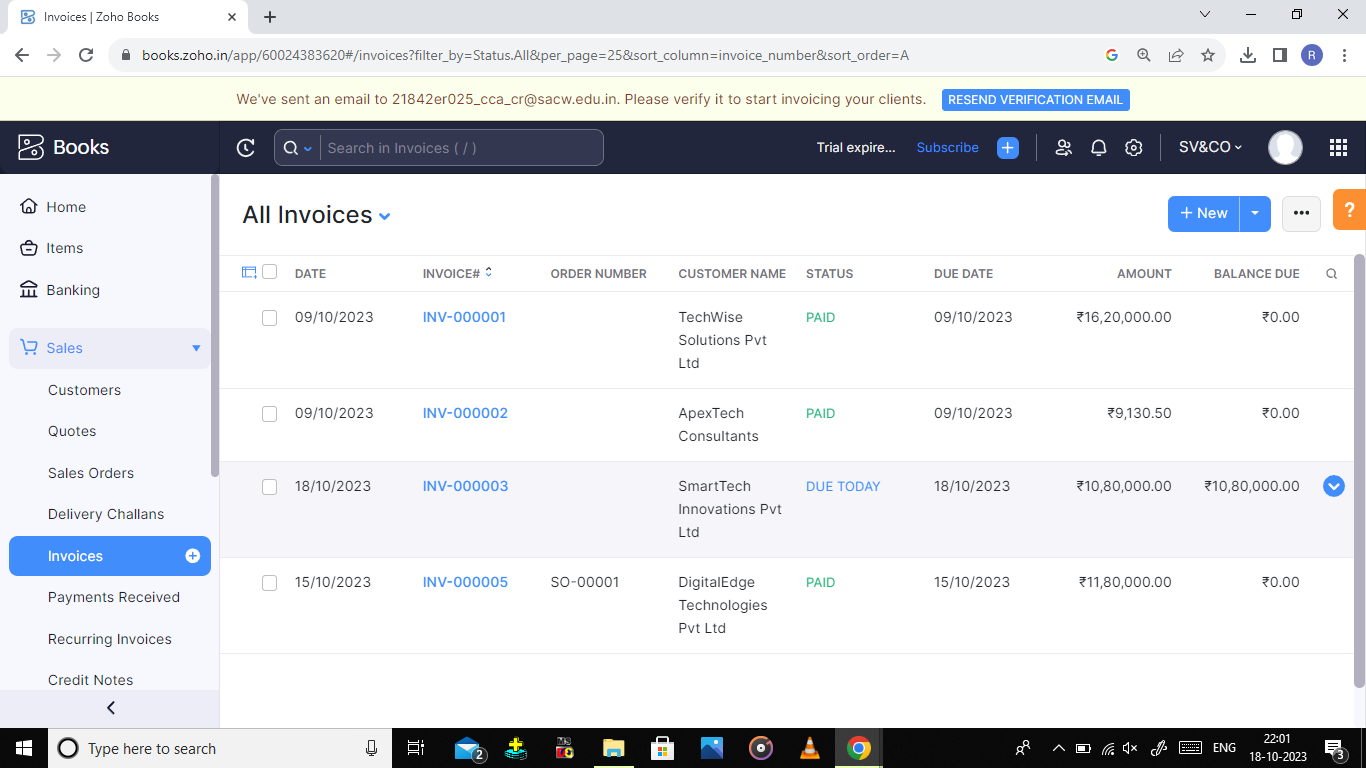 Invoices | Zoho Books
books.zoho.in/app/60024383620#/invoices?filter_by=Status.All&per_page=25&sort_column=invoice_number&sort_order=A
R
We've sent an email to 21842er025_cca_cr@sacw.edu.in. Please verify it to start invoicing your clients. RESEND VERIFICATION EMAIL
Books
Search in Invoices ( / )
Trial expire... Subscribe
SV&CO
Home
Items
Banking
Sales
Customers
Quotes
Sales Orders
Delivery Challans
Invoices
Payments Received
Recurring Invoices
Credit Notes
All Invoices
+ New
?
DATE INVOICE# ORDER NUMBER CUSTOMER NAME STATUS DUE DATE AMOUNT BALANCE DUE
09/10/2023 INV-000001 TechWise PAID 09/10/2023 ₹16,20,000.00 ₹0.00
Solutions Pvt
Ltd
09/10/2023 INV-000002 ApexTech PAID 09/10/2023 ₹9,130.50 ₹0.00
Consultants
18/10/2023 INV-000003 SmartTech DUE TODAY 18/10/2023 ₹10,80,000.00 ₹10,80,000.00
Innovations Pvt
Ltd
15/10/2023 INV-000005 SO-00001 DigitalEdge PAID 15/10/2023 ₹11,80,000.00 ₹0.00
Technologies
Pvt Ltd
Type here to search
2
ENG
22:01
18-10-2023
3